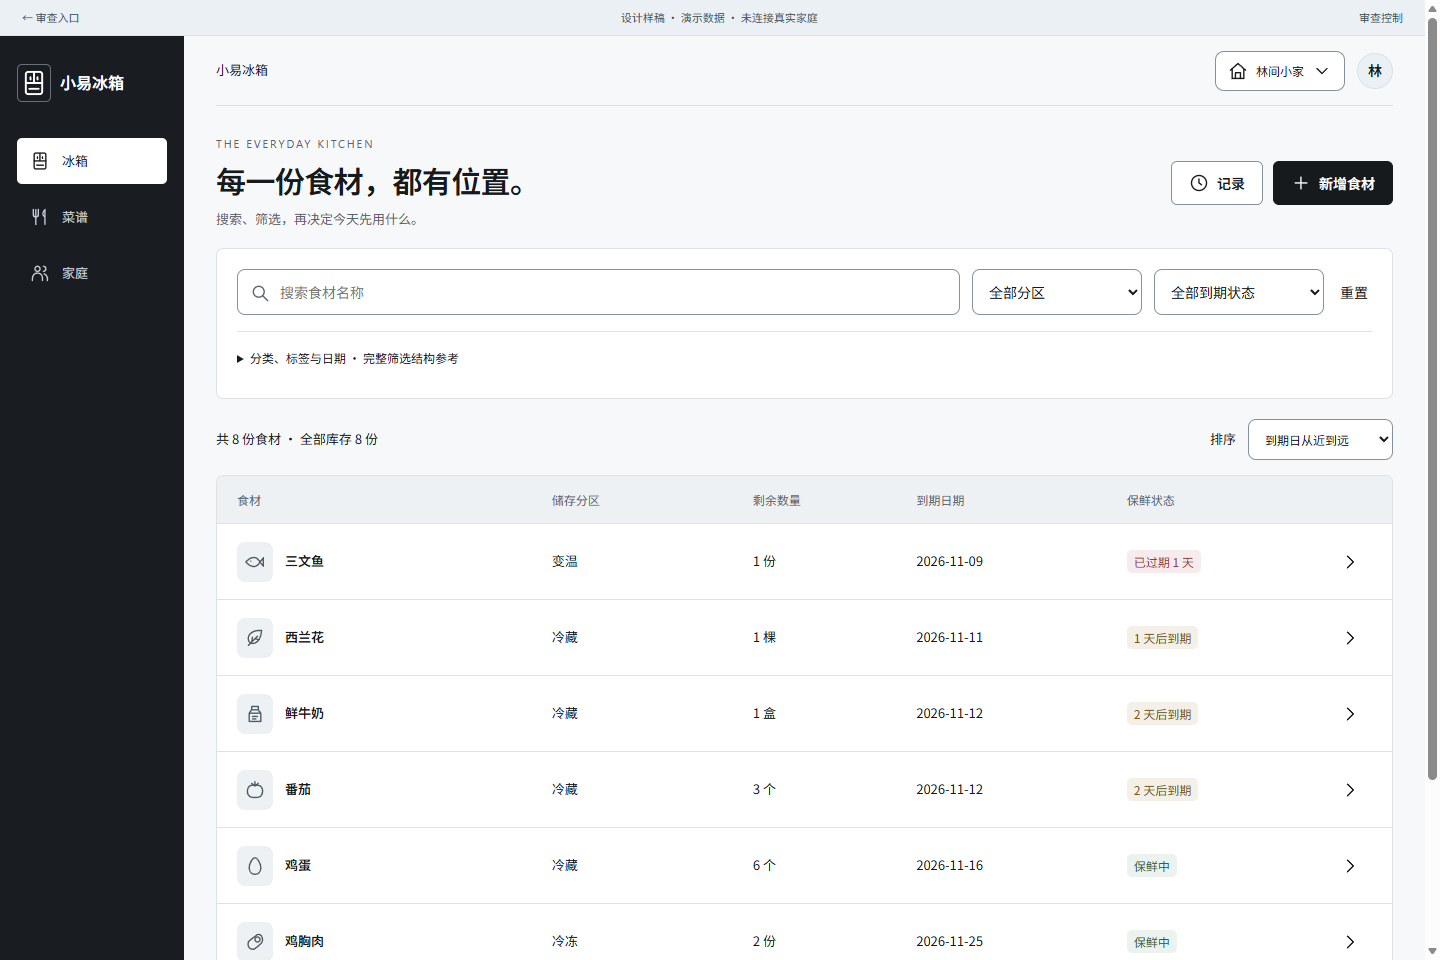 ← 审查入口
设计样稿 · 演示数据 · 未连接真实家庭
审查控制
小易冰箱
冰箱
菜谱
家庭
小易冰箱
林间小家
林
THE EVERYDAY KITCHEN
每一份食材，都有位置。
搜索、筛选，再决定今天先用什么。
记录
新增食材
搜索食材名称
全部分区
全部到期状态
重置
分类、标签与日期 · 完整筛选结构参考
共 8 份食材 · 全部库存 8 份
排序
到期日从近到远
食材 储存分区 剩余数量 到期日期 保鲜状态
三文鱼 变温 1 份 2026-11-09 已过期 1 天
西兰花 冷藏 1 棵 2026-11-11 1 天后到期
鲜牛奶 冷藏 1 盒 2026-11-12 2 天后到期
番茄 冷藏 3 个 2026-11-12 2 天后到期
鸡蛋 冷藏 6 个 2026-11-16 保鲜中
鸡胸肉 冷冻 2 份 2026-11-25 保鲜中